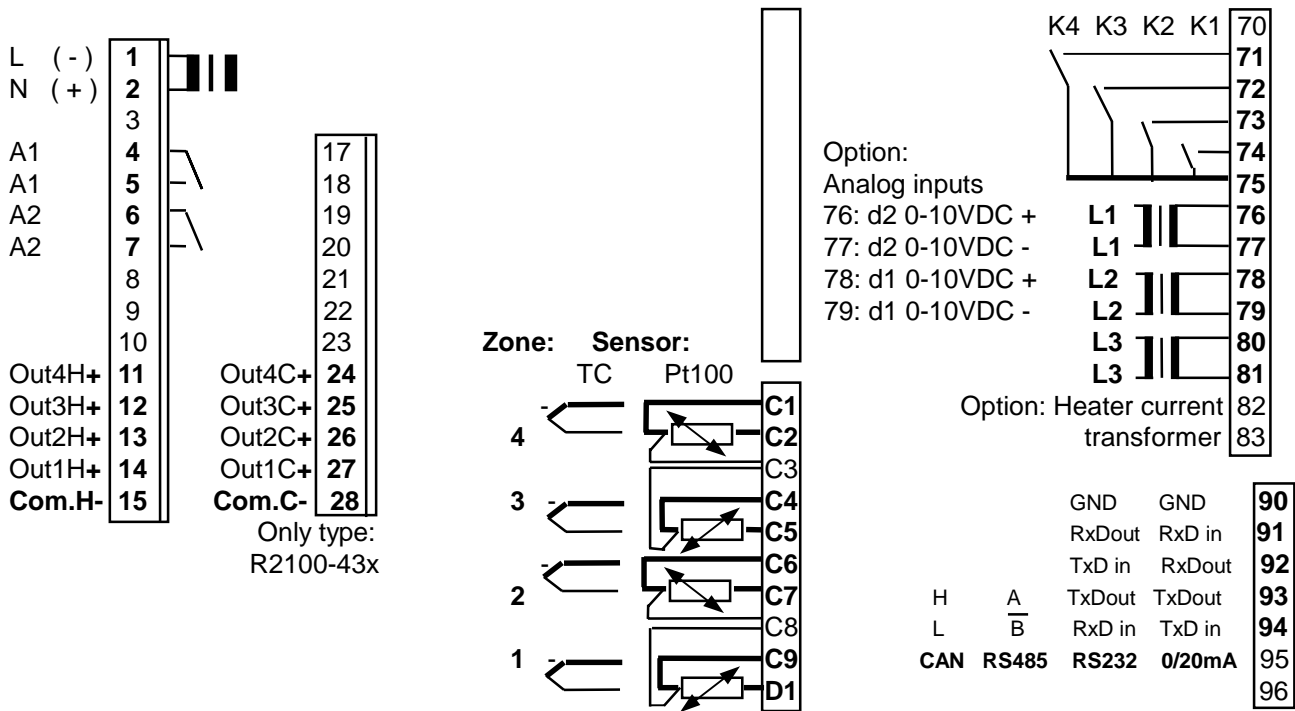 L ( - ) 1
N ( + ) 2
3
A1 4
A1 5
A2 6
A2 7
8
9
10
Out4H+ 11
Out3H+ 12
Out2H+ 13
Out1H+ 14
Com.H- 15
17
18
19
20
21
22
23
Out4C+ 24
Out3C+ 25
Out2C+ 26
Out1C+ 27
Com.C- 28
Only type:
R2100-43x
Zone: Sensor:
TC Pt100
- C1
4 C2
C3
3 - C4
C5
- C6
2 C7
C8
1 - C9
D1
K4 K3 K2 K1 70
71
72
73
Option: 74
Analog inputs 75
76: d2 0-10VDC + L1 76
77: d2 0-10VDC - L1 77
78: d1 0-10VDC + L2 78
79: d1 0-10VDC - L2 79
L3 80
L3 81
Option: Heater current 82
transformer 83
GND GND 90
RxDout RxD in 91
TxD in RxDout 92
H A TxDout TxDout 93
L B RxD in TxD in 94
CAN RS485 RS232 0/20mA 95
96